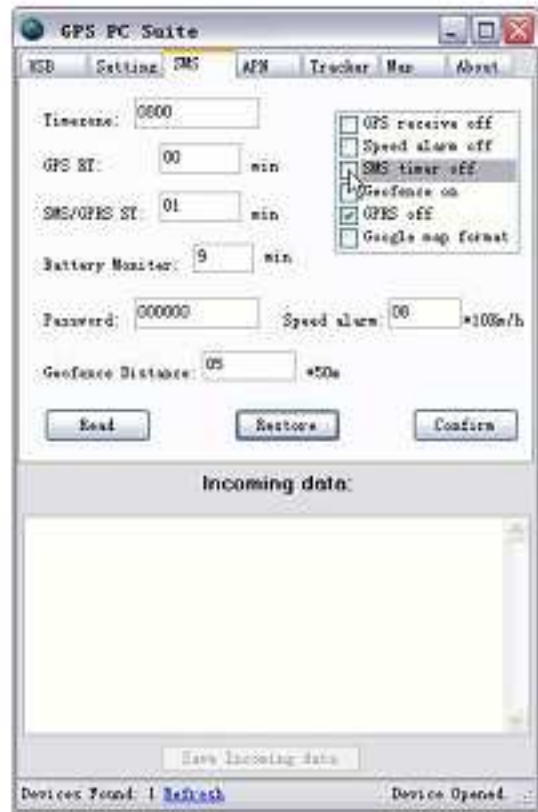 GPS PC Suite
USB Setting SMS APN Tracker Map About
Timezone: 0800
GPS RT: 00 min
SMS/GPRS ST: 01 min
Battery Moniter: 9 min
Password: 000000
Speed alarm: 08 *10Km/h
Geofence Distance: 05 *50m
GPS receive off
Speed alarm off
SMS timer off
Geofence on
GPRS off
Google map format
Read Restore Confirm
Incoming data:
Save Incoming data
Devices Found: 1 Refresh Device Opened.